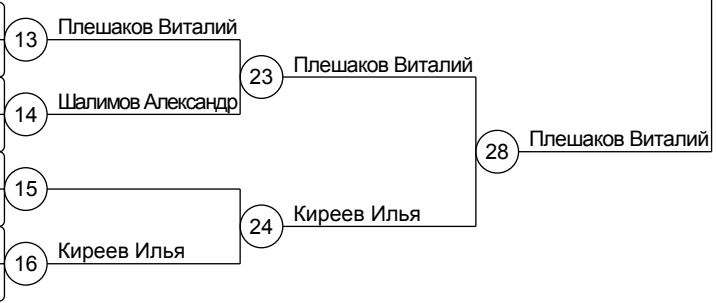 Плешаков Виталий
13
Плешаков Виталий
23
Шалимов Александр
14
Плешаков Виталий
28
15
Киреев Илья
24
Киреев Илья
16